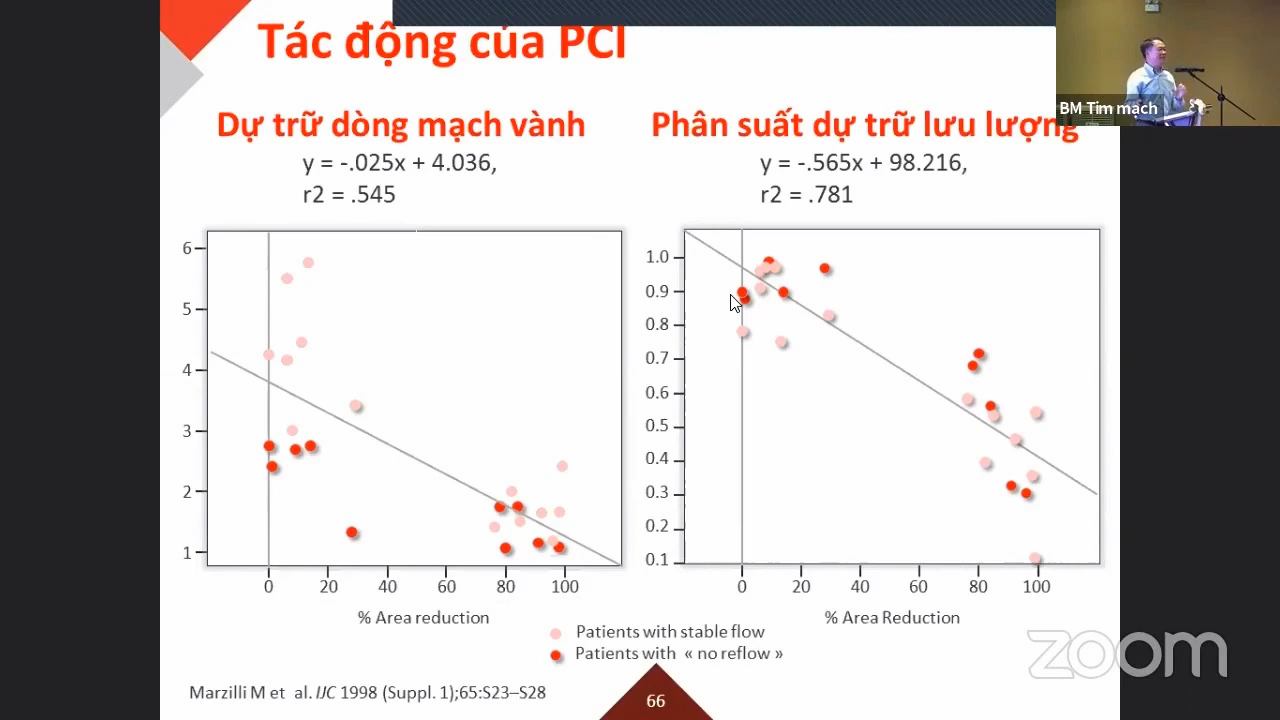 Tác động của PCI
BM Tim mạch
Dự trữ dòng mạch vành
y = -.025x + 4.036,
r2 = .545
Phân suất dự trữ lưu lượng
y = -.565x + 98.216,
r2 = .781
6
5
4
3
2
1
0 20 40 60 80 100
% Area reduction
1.0
0.9
0.8
0.7
0.6
0.5
0.4
0.3
0.2
0.1
0 20 40 60 80 100
% Area Reduction
Patients with stable flow
Patients with « no reflow »
Marzilli M et al. IJC 1998 (Suppl. 1);65:S23–S28
66
zoom